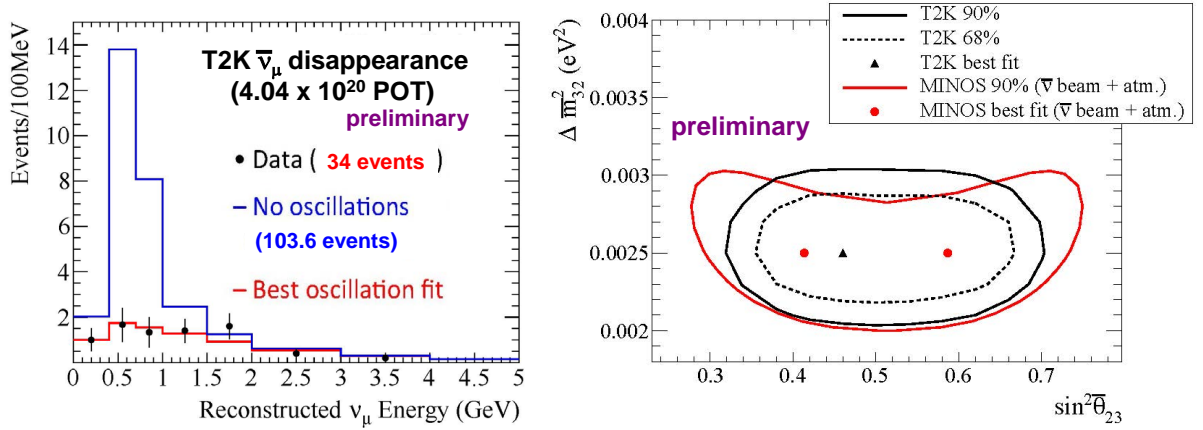 Events/100MeV
14
12
10
8
6
4
2
T2K ν̅μ disappearance
(4.04 x 10²⁰ POT)
preliminary
Data ( 34 events )
No oscillations
(103.6 events)
Best oscillation fit
0 0.5 1 1.5 2 2.5 3 3.5 4 4.5 5
Reconstructed νμ Energy (GeV)
T2K 90%
T2K 68%
T2K best fit
MINOS 90% (ν̅ beam + atm.)
MINOS best fit (ν̅ beam + atm.)
Δ m̅²₃₂ (eV²)
0.004
0.0035
0.003
0.0025
0.002
preliminary
0.3 0.4 0.5 0.6 0.7
sin²θ̅₂₃